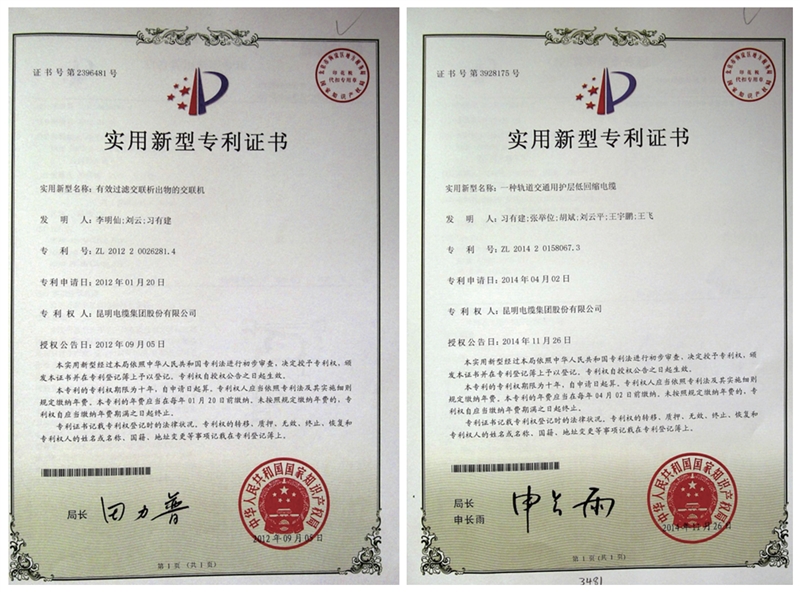 证书号第2396481号
实用新型专利证书
实用新型名称：有效过滤交联析出物的交联机
发 明 人：李明仙;刘云;习有建
专 利 号：ZL 2012 2 0026281.4
专利申请日：2012年01月20日
专 利 权 人：昆明电缆集团股份有限公司
授权公告日：2012年09月05日
本实用新型经过本局依照中华人民共和国专利法进行初步审查，决定授予专利权，颁
发本证书并在专利登记簿上予以登记。专利权自授权公告之日起生效。
本专利的专利权期限为十年，自申请日起算。专利权人应当依照专利法及其实施细则
规定缴纳年费。本专利的年费应当在每年01月20日前缴纳。未按照规定缴纳年费的，专
利权自应当缴纳年费期满之日起终止。
专利证书记载专利权登记时的法律状况。专利权的转移、质押、无效、终止、恢复和
专利权人的姓名或名称、国籍、地址变更等事项记载在专利登记簿上。
局长
田力普
中华人民共和国国家知识产权局
2012年09月05日
第1页（共1页）
证书号第3928175号
实用新型专利证书
实用新型名称：一种轨道交通用护层低回缩电缆
发 明 人：习有建;张举位;胡斌;刘云平;王宇鹏;王飞
专 利 号：ZL 2014 2 0158067.3
专利申请日：2014年04月02日
专 利 权 人：昆明电缆集团股份有限公司
授权公告日：2014年11月26日
本实用新型经过本局依照中华人民共和国专利法进行初步审查，决定授予专利权，颁
发本证书并在专利登记簿上予以登记。专利权自授权公告之日起生效。
本专利的专利权期限为十年，自申请日起算。专利权人应当依照专利法及其实施细则
规定缴纳年费。本专利的年费应当在每年04月02日前缴纳。未按照规定缴纳年费的，专
利权自应当缴纳年费期满之日起终止。
专利证书记载专利权登记时的法律状况。专利权的转移、质押、无效、终止、恢复和
专利权人的姓名或名称、国籍、地址变更等事项记载在专利登记簿上。
局长
申长雨
申长雨
中华人民共和国国家知识产权局
2014年11月26日
第1页（共1页）
3481